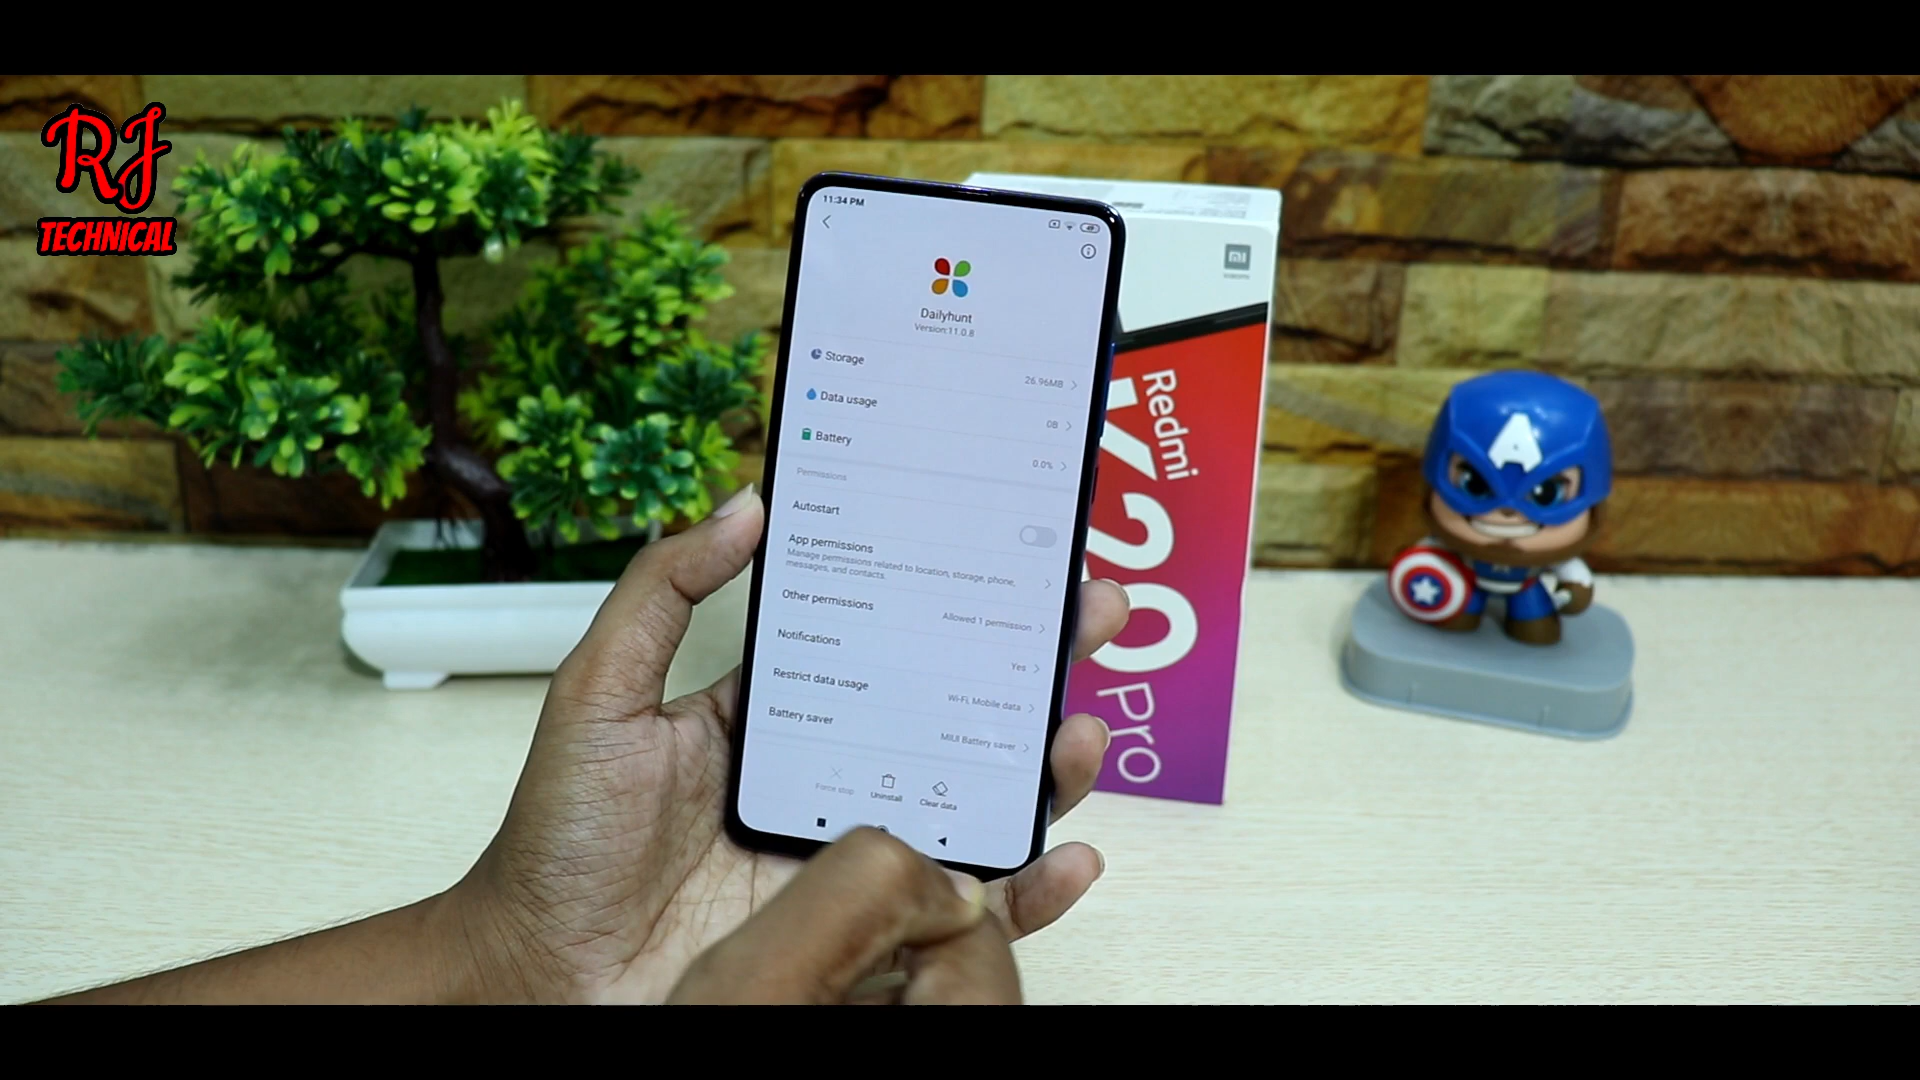 RJ
TECHNICAL
11:34 PM
Dailyhunt
Version:11.0.8
Storage
26.96MB
Data usage
0B
Battery
0.0%
Permissions
Autostart
App permissions
Manage permissions related to location, storage, phone,
messages, and contacts.
Other permissions
Allowed 1 permission
Notifications
Yes
Restrict data usage
Wi-Fi, Mobile data
Battery saver
MIUI Battery saver
Force stop
Uninstall
Clear data
mi
Redmi
K20
Pro